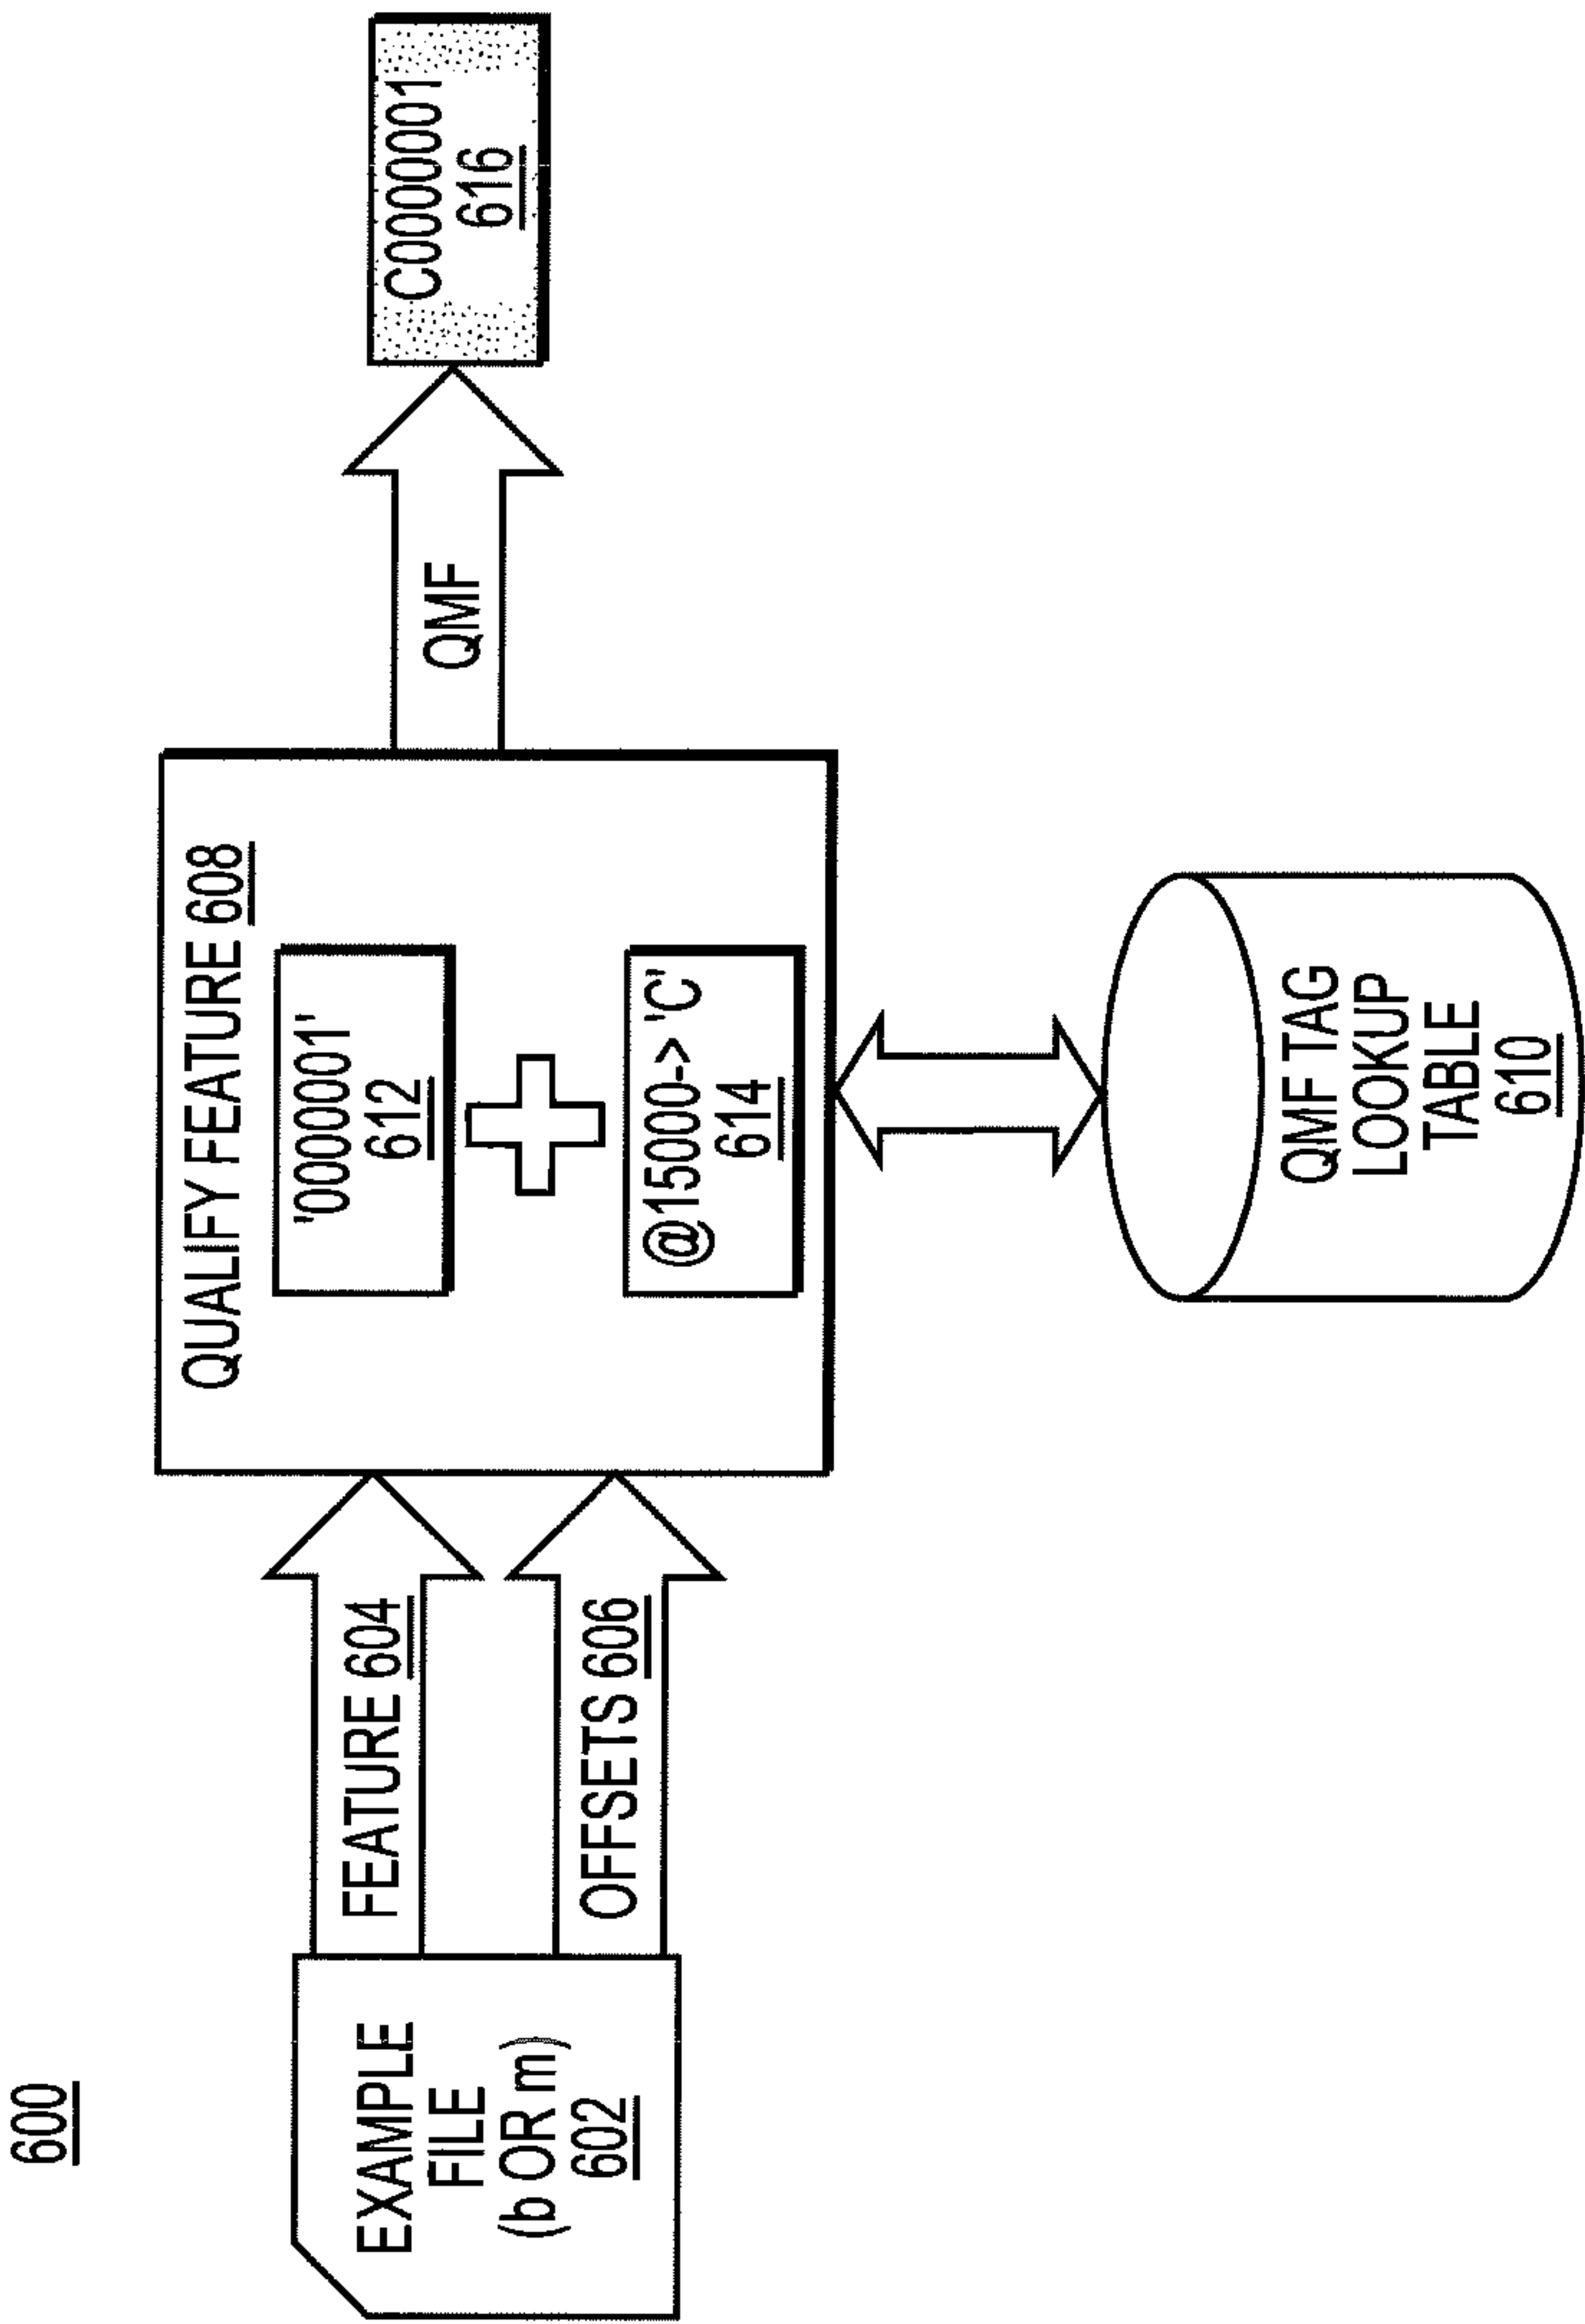 600
EXAMPLE
FILE
(b OR m)
602
FEATURE 604
OFFSETS 606
QUALIFY FEATURE 608
'0000001'
612
@15000->'C'
614
QMF TAG
LOOKUP
TABLE
610
QMF
C0000001
616